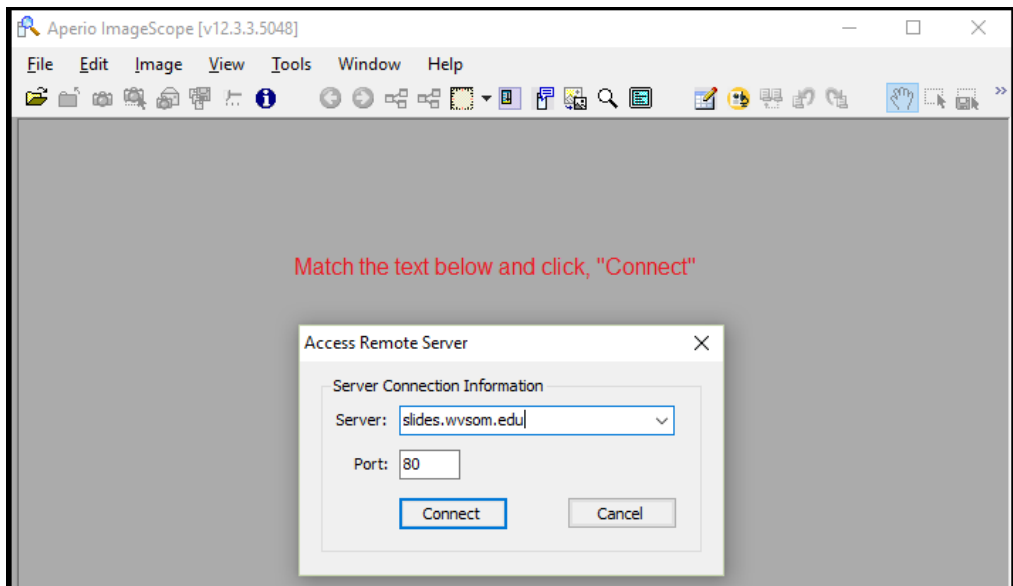 Aperio ImageScope [v12.3.3.5048]
File Edit Image View Tools Window Help
Match the text below and click, "Connect"
Access Remote Server
Server Connection Information
Server: slides.wvsom.edu
Port: 80
Connect Cancel